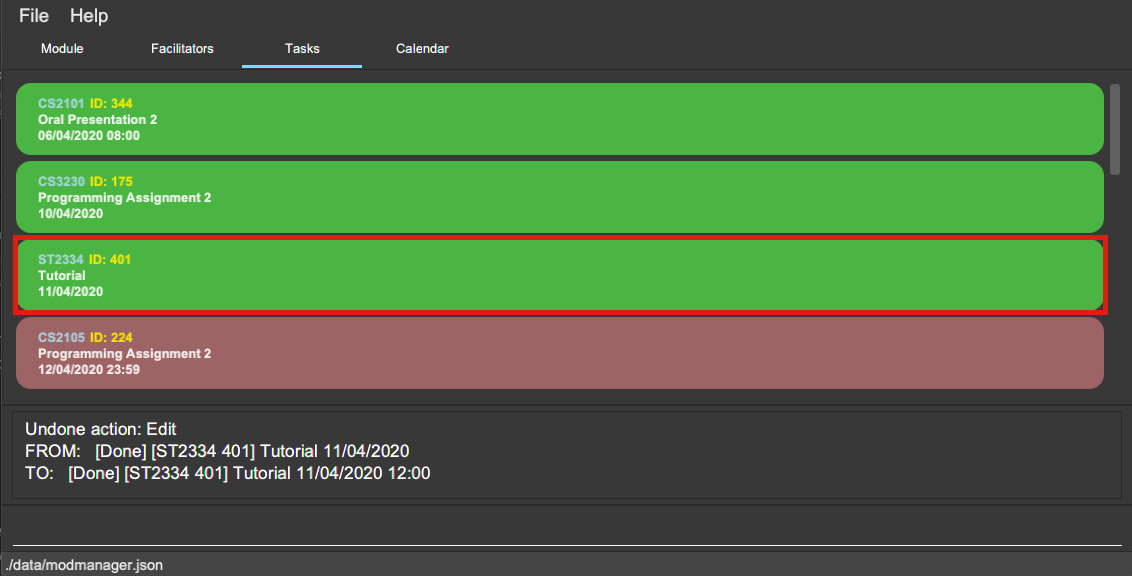 File Help
Module Facilitators Tasks Calendar
CS2101 ID: 344
Oral Presentation 2
06/04/2020 08:00
CS3230 ID: 175
Programming Assignment 2
10/04/2020
ST2334 ID: 401
Tutorial
11/04/2020
CS2105 ID: 224
Programming Assignment 2
12/04/2020 23:59
Undone action: Edit
FROM: [Done] [ST2334 401] Tutorial 11/04/2020
TO: [Done] [ST2334 401] Tutorial 11/04/2020 12:00
./data/modmanager.json